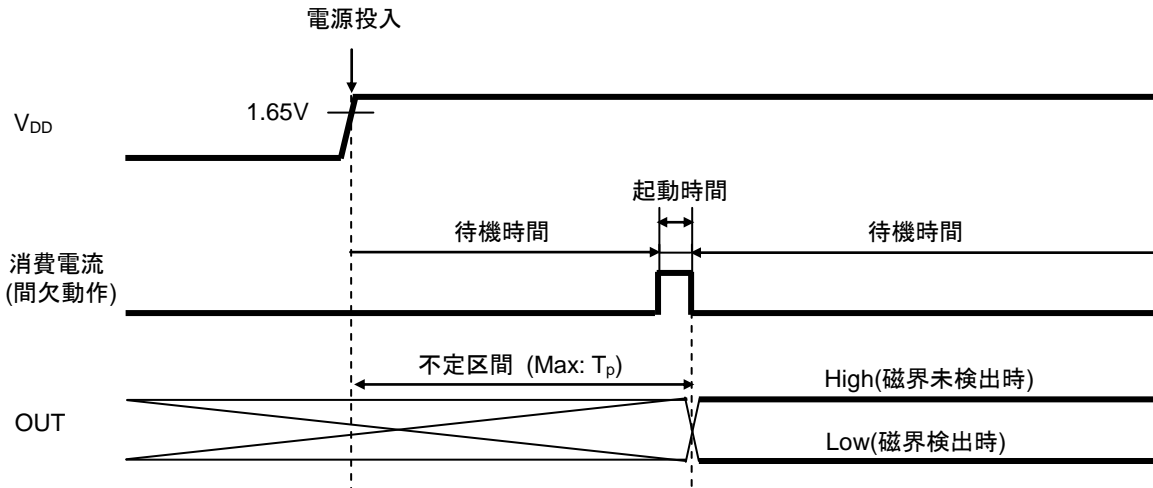 電源投入
1.65V
VDD
起動時間
待機時間
待機時間
消費電流
(間欠動作)
不定区間 (Max: Tp)
High(磁界未検出時)
OUT
Low(磁界検出時)